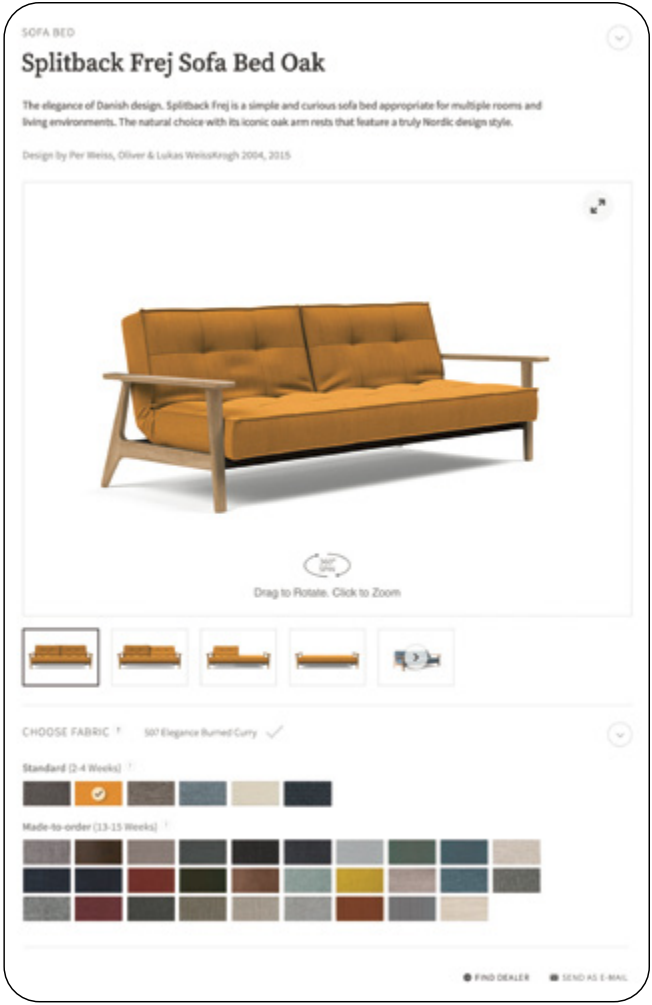 SOFA BED
Splitback Frej Sofa Bed Oak
The elegance of Danish design. Splitback Frej is a simple and curious sofa bed appropriate for multiple rooms and
living environments. The natural choice with its iconic oak arm rests that feature a truly Nordic design style.
Design by Per Weiss, Oliver & Lukas WeissKrogh 2004, 2015
360°
Drag to Rotate. Click to Zoom
CHOOSE FABRIC ? 507 Elegance Burned Curry
Standard (2-4 Weeks)
Made-to-order (13-15 Weeks)
FIND DEALER SEND AS E-MAIL